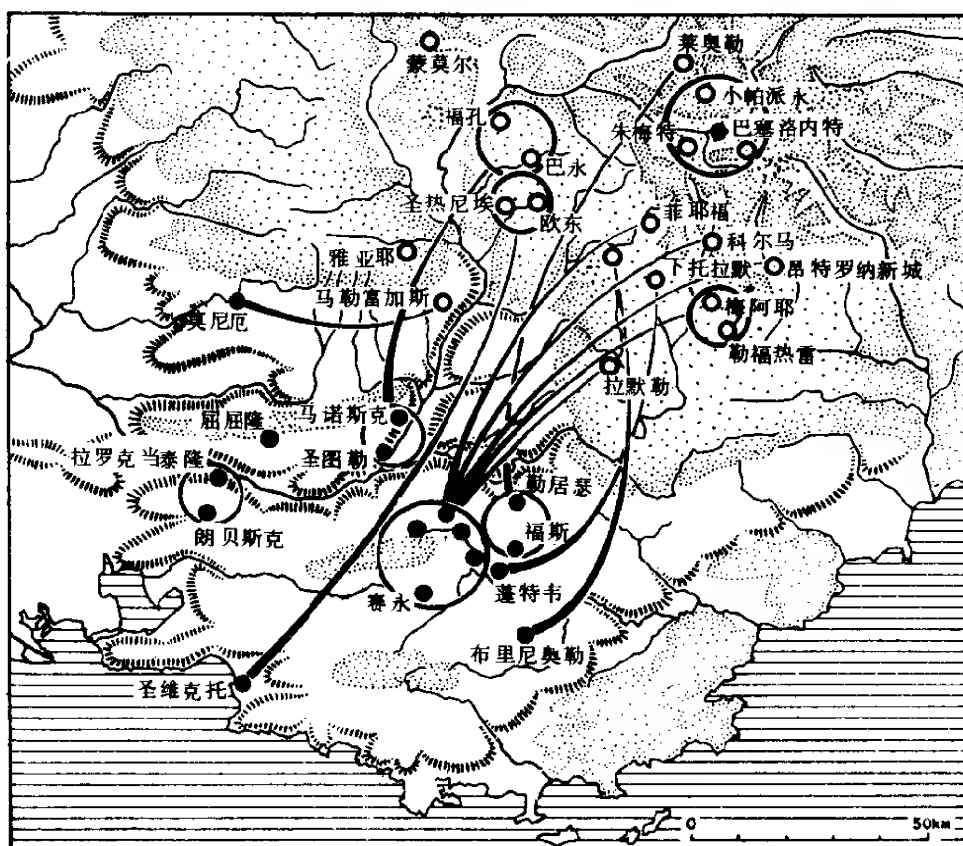 蒙莫尔
莱奥勒
小帕派永
福孔
朱梅特
巴塞洛内特
巴永
圣热尼埃
欧东
菲耶福
科尔马
雅亚耶
下托拉默
昂特罗纳新城
马勒富加斯
莫尼厄
梅阿耶
勒福热雷
拉默勒
马诺斯克
屈屈隆
拉罗克当泰隆
圣图勒
勒居瑟
朗贝斯克
福斯
赛永
蓬特韦
布里尼奥勒
圣维克托
0 50km